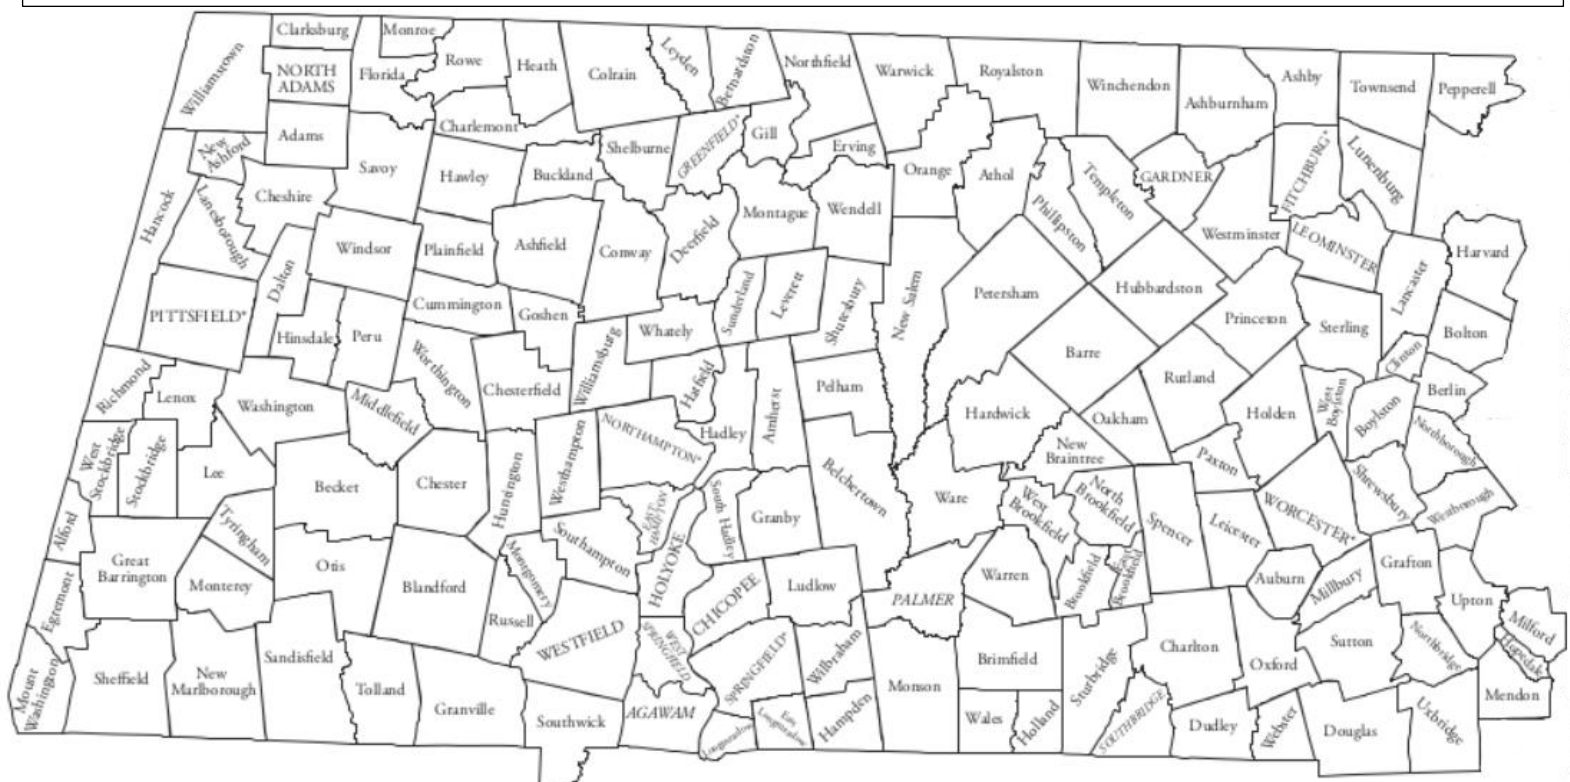 Clarksburg
Monroe
Williamstown
NORTH
ADAMS
Florida
Rowe
Heath
Colrain
Leyden
Bernardston
Northfield
Warwick
Royalston
Winchendon
Ashburnham
Ashby
Townsend
Pepperell
Adams
Charlemont
Shelburne
GREENFIELD*
Gill
Erving
New
Ashford
Savoy
Hawley
Buckland
Orange
Athol
Phillipston
Templeton
GARDNER
FITCHBURG*
Lunenburg
Hancock
Lanesborough
Cheshire
Windsor
Plainfield
Ashfield
Conway
Deerfield
Montague
Wendell
Westminster
LEOMINSTER
Lancaster
Harvard
PITTSFIELD*
Dalton
Hinsdale
Peru
Cummington
Goshen
Whately
Sunderland
Leverett
Shutesbury
New Salem
Petersham
Hubbardston
Princeton
Sterling
Bolton
Clinton
Richmond
Lenox
Washington
Middlefield
Worthington
Chesterfield
Williamsburg
Hatfield
Amherst
Pelham
Barre
Rutland
Holden
West
Boylston
Boylston
Berlin
Northborough
West
Stockbridge
Stockbridge
Lee
Becket
Chester
Huntington
Westhampton
NORTHAMPTON*
Hadley
Belchertown
Hardwick
Oakham
New
Braintree
Paxton
WORCESTER*
Shrewsbury
Westborough
Alford
Great
Barrington
Tyringham
Monterey
Otis
Blandford
Montgomery
Southampton
EAST
HAMPTON
HOLYOKE
South Hadley
Granby
Ware
West
Brookfield
North
Brookfield
Spencer
Leicester
Auburn
Millbury
Grafton
Upton
Milford
Hopedale
Egremont
Russell
WESTFIELD
WEST
SPRINGFIELD
CHICOPEE
Ludlow
PALMER
Warren
Brookfield
East
Brookfield
Charlton
Oxford
Sutton
Northbridge
Mendon
Mount
Washington
Sheffield
New
Marlborough
Sandisfield
Tolland
Granville
Southwick
AGAWAM
SPRINGFIELD*
Wilbraham
Longmeadow
East
Longmeadow
Hampden
Monson
Brimfield
Wales
Holland
Sturbridge
SOUTHBRIDGE
Dudley
Webster
Douglas
Uxbridge